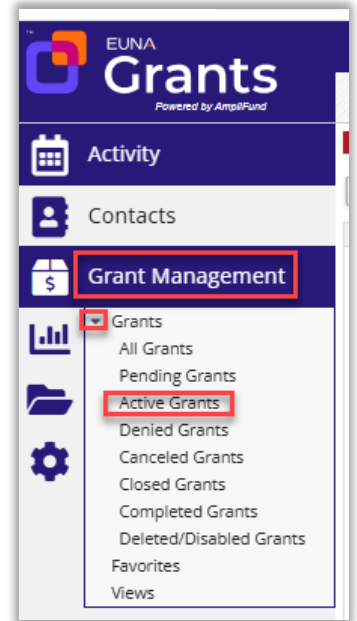 EUNA
Grants
Powered by AmpliFund
Activity
Contacts
$
Grant Management
Grants
All Grants
Pending Grants
Active Grants
Denied Grants
Canceled Grants
Closed Grants
Completed Grants
Deleted/Disabled Grants
Favorites
Views